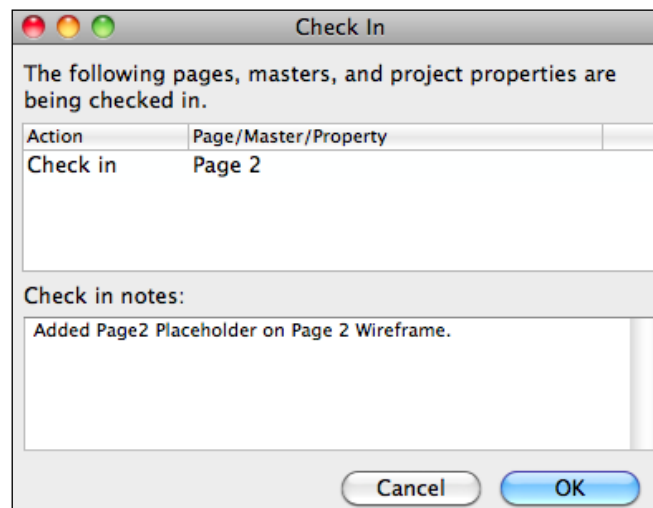 Check In
The following pages, masters, and project properties are
being checked in.
Action Page/Master/Property
Check in Page 2
Check in notes:
Added Page2 Placeholder on Page 2 Wireframe.
Cancel OK